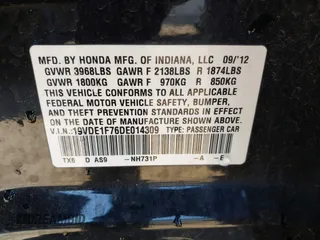 MFD. BY HONDA MFG. OF INDIANA, LLC 09/'12
GVWR 3968LBS GAWR F 2138LBS R 1874LBS
GVWR 1800KG GAWR F 970KG R 850KG
THIS VEHICLE CONFORMS TO ALL APPLICABLE
FEDERAL MOTOR VEHICLE SAFETY, BUMPER,
AND THEFT PREVENTION STANDARDS IN EFFECT
ON THE DATE OF MANUFACTURE SHOWN ABOVE.
V.I.N. 19VDE1F76DE014309 TYPE: PASSENGER CAR
TX6 D AS9 -NH731P -A -E